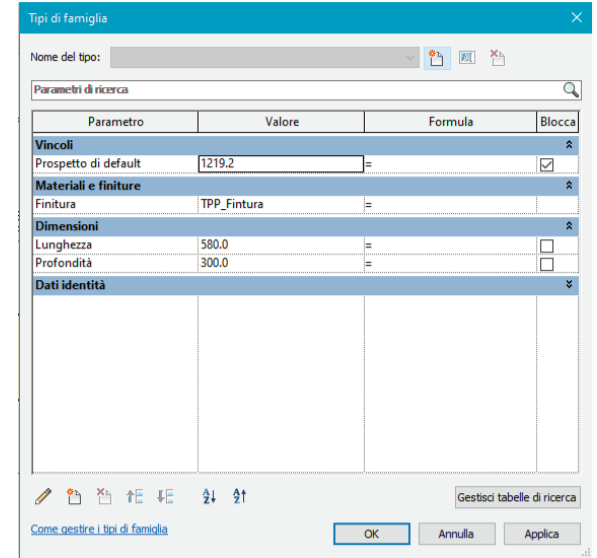 Tipi di famiglia
Nome del tipo:
Parametri di ricerca
Parametro Valore Formula Blocca
Vincoli
Prospetto di default 1219.2 =
Materiali e finiture
Finitura TPP_Fintura =
Dimensioni
Lunghezza 580.0 =
Profondità 300.0 =
Dati identità
Gestisci tabelle di ricerca
Come gestire i tipi di famiglia OK Annulla Applica